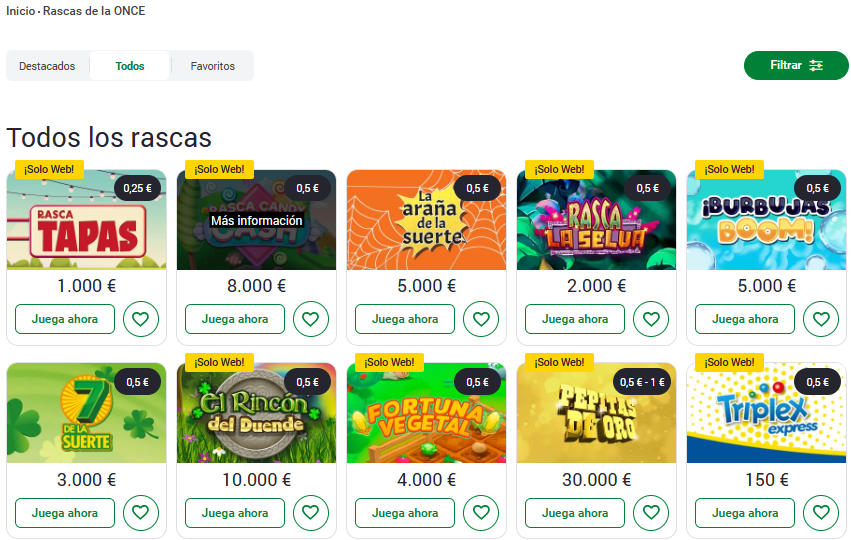 Inicio · Rascas de la ONCE
Destacados
Todos
Favoritos
Filtrar
Todos los rascas
¡Solo Web!
0,25 €
RASCA
TAPAS
1.000 €
Juega ahora
¡Solo Web!
0,5 €
RASCA CANDY
CASH
Más información
8.000 €
Juega ahora
0,5 €
La
araña
de la
suerte
5.000 €
Juega ahora
¡Solo Web!
0,5 €
RASCA
LA SELVA
2.000 €
Juega ahora
¡Solo Web!
0,5 €
¡BURBUJAS
BOOM!
5.000 €
Juega ahora
0,5 €
7
DE LA
SUERTE
3.000 €
Juega ahora
¡Solo Web!
0,5 €
El Rincón
del Duende
10.000 €
Juega ahora
¡Solo Web!
0,5 €
FORTUNA
VEGETAL
4.000 €
Juega ahora
¡Solo Web!
0,5 € - 1 €
PEPITAS
DE ORO
30.000 €
Juega ahora
¡Solo Web!
0,5 €
Triplex
express
150 €
Juega ahora